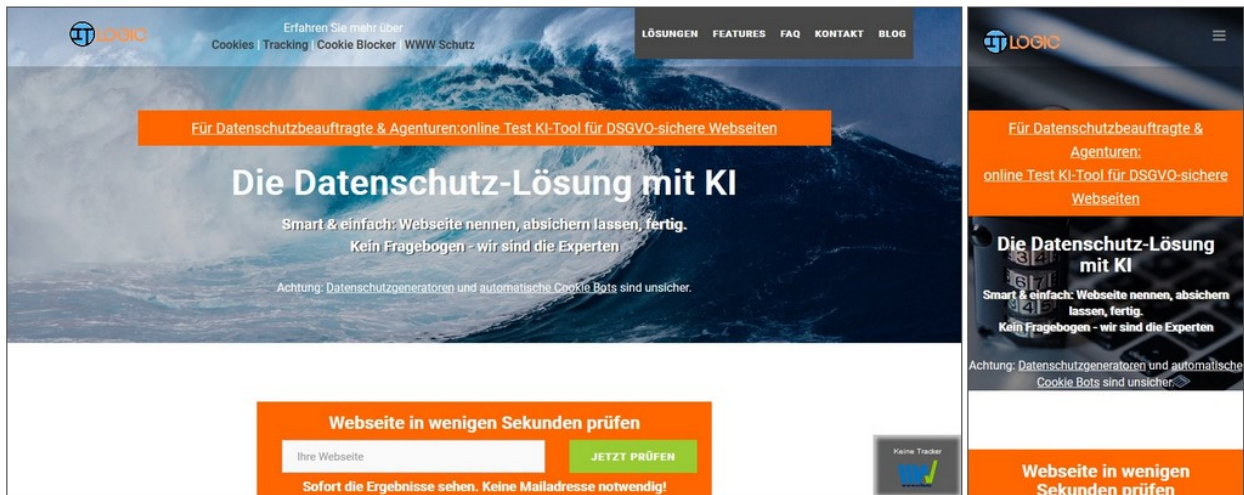 IT LOGIC
Erfahren Sie mehr über
Cookies | Tracking | Cookie Blocker | WWW Schutz
LÖSUNGEN FEATURES FAQ KONTAKT BLOG
Für Datenschutzbeauftragte & Agenturen:online Test KI-Tool für DSGVO-sichere Webseiten
Die Datenschutz-Lösung mit KI
Smart & einfach: Webseite nennen, absichern lassen, fertig.
Kein Fragebogen - wir sind die Experten
Achtung: Datenschutzgeneratoren und automatische Cookie Bots sind unsicher.
Webseite in wenigen Sekunden prüfen
Ihre Webseite
JETZT PRÜFEN
Sofort die Ergebnisse sehen. Keine Mailadresse notwendig!
Keine Tracker
IT LOGIC
Für Datenschutzbeauftragte &
Agenturen:
online Test KI-Tool für DSGVO-sichere
Webseiten
Die Datenschutz-Lösung
mit KI
Smart & einfach: Webseite nennen, absichern
lassen, fertig.
Kein Fragebogen - wir sind die Experten
Achtung: Datenschutzgeneratoren und automatische
Cookie Bots sind unsicher.
Webseite in wenigen
Sekunden prüfen